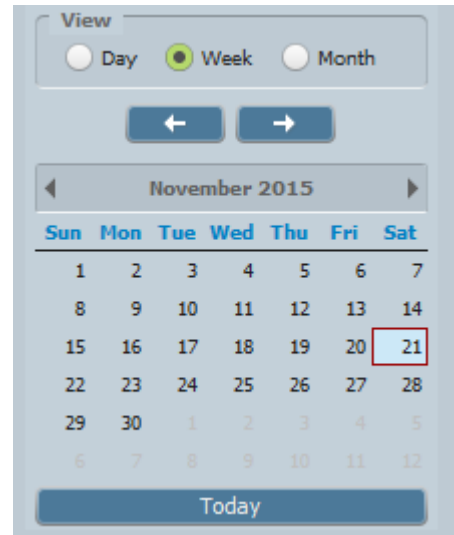 View
Day Week Month
November 2015
Sun Mon Tue Wed Thu Fri Sat
1 2 3 4 5 6 7
8 9 10 11 12 13 14
15 16 17 18 19 20 21
22 23 24 25 26 27 28
29 30 1 2 3 4 5
6 7 8 9 10 11 12
Today